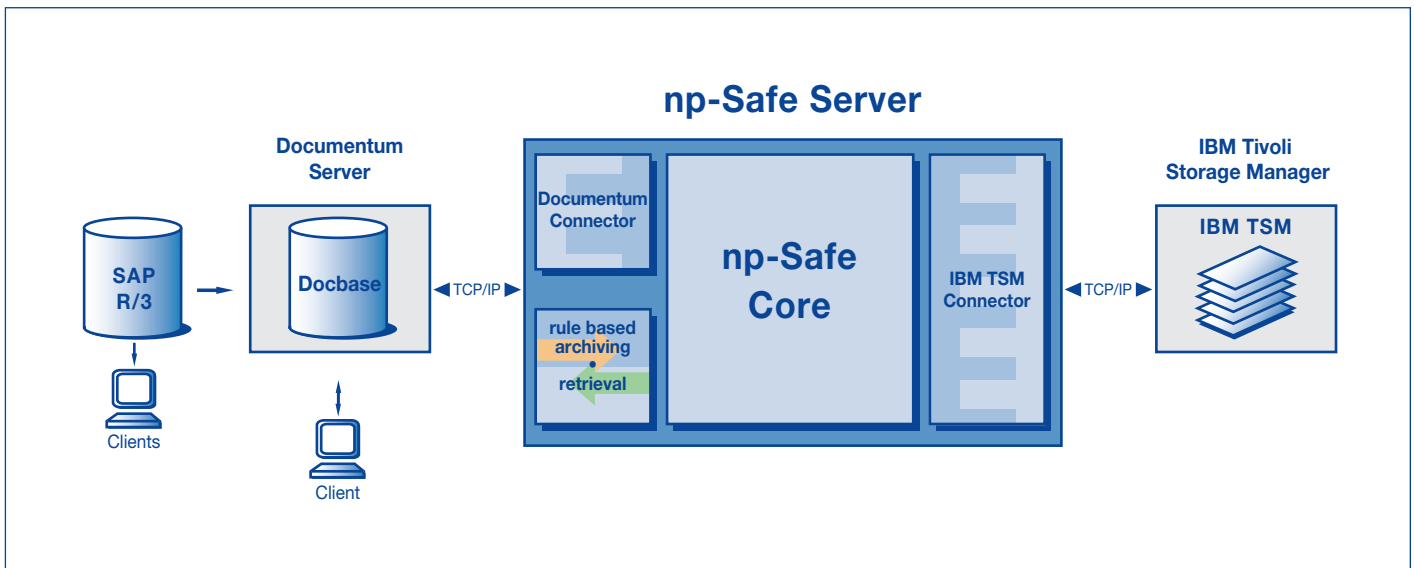 np-Safe Server
Documentum
Server
IBM Tivoli
Storage Manager
SAP
R/3
Docbase
TCP/IP
Documentum
Connector
rule based
archiving
retrieval
np-Safe
Core
IBM TSM
Connector
TCP/IP
IBM TSM
Clients
Client